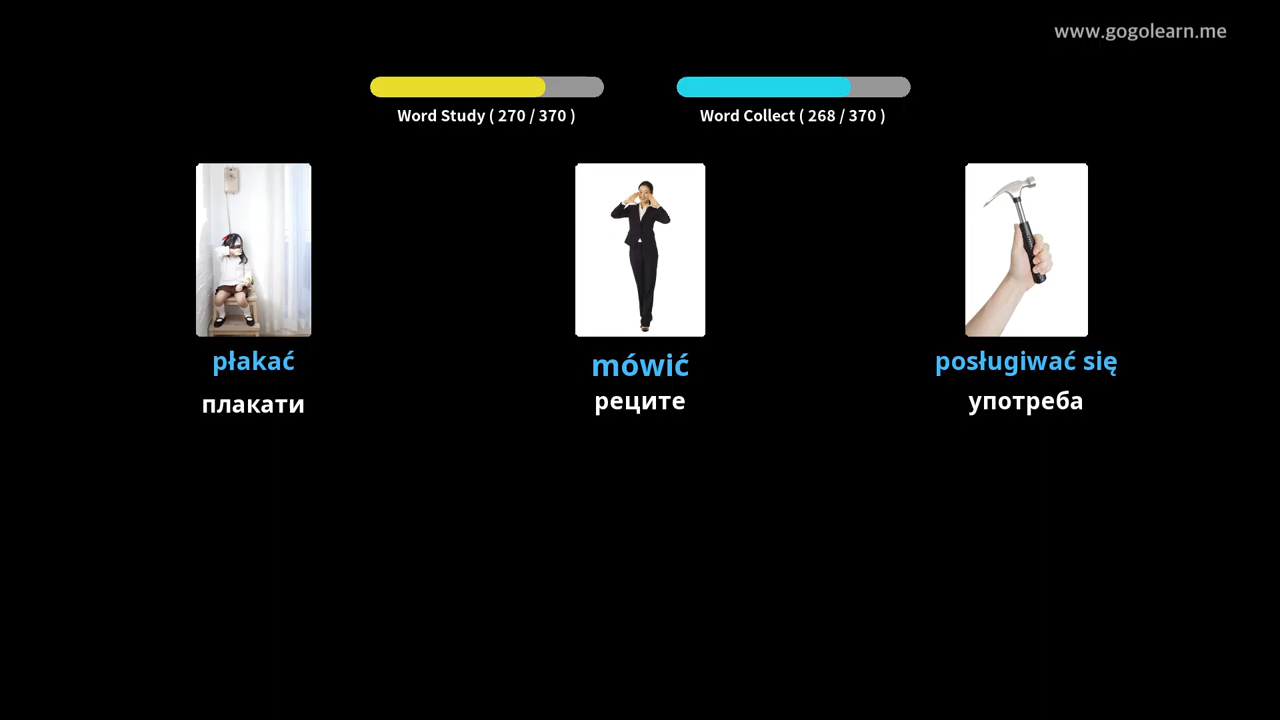 www.gogolearn.me
Word Study ( 270 / 370 )
Word Collect ( 268 / 370 )
płakać
mówić
posługiwać się
плакати
реците
употреба